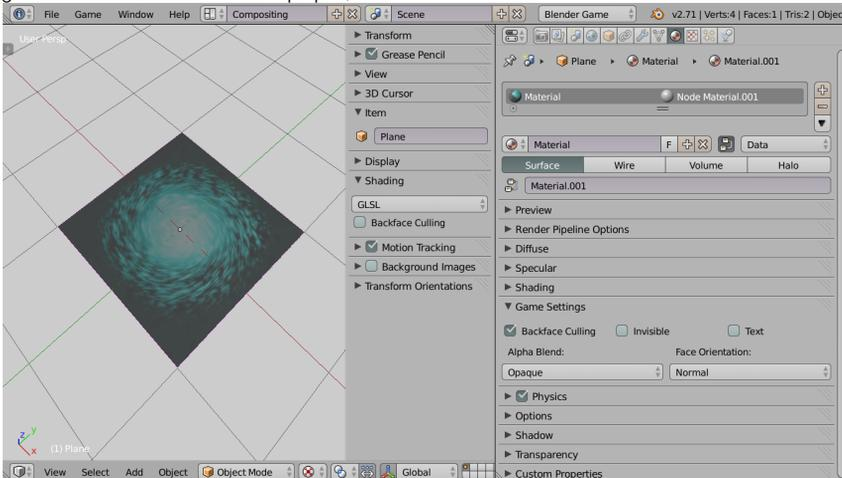 File Game Window Help Compositing Scene Blender Game v2.71 | Verts:4 | Faces:1 | Tris:2 |
User Persp
Transform
Grease Pencil
View
3D Cursor
Item
Plane
Display
Shading
GLSL
Backface Culling
Motion Tracking
Background Images
Transform Orientations
Plane Material Material.001
Material Node Material.001
Material F Data
Surface Wire Volume Halo
Material.001
Preview
Render Pipeline Options
Diffuse
Specular
Shading
Game Settings
Backface Culling Invisible Text
Alpha Blend: Face Orientation:
Opaque Normal
Physics
Options
Shadow
Transparency
Custom Properties
z y x
(1) Plane
View Select Add Object Object Mode Global